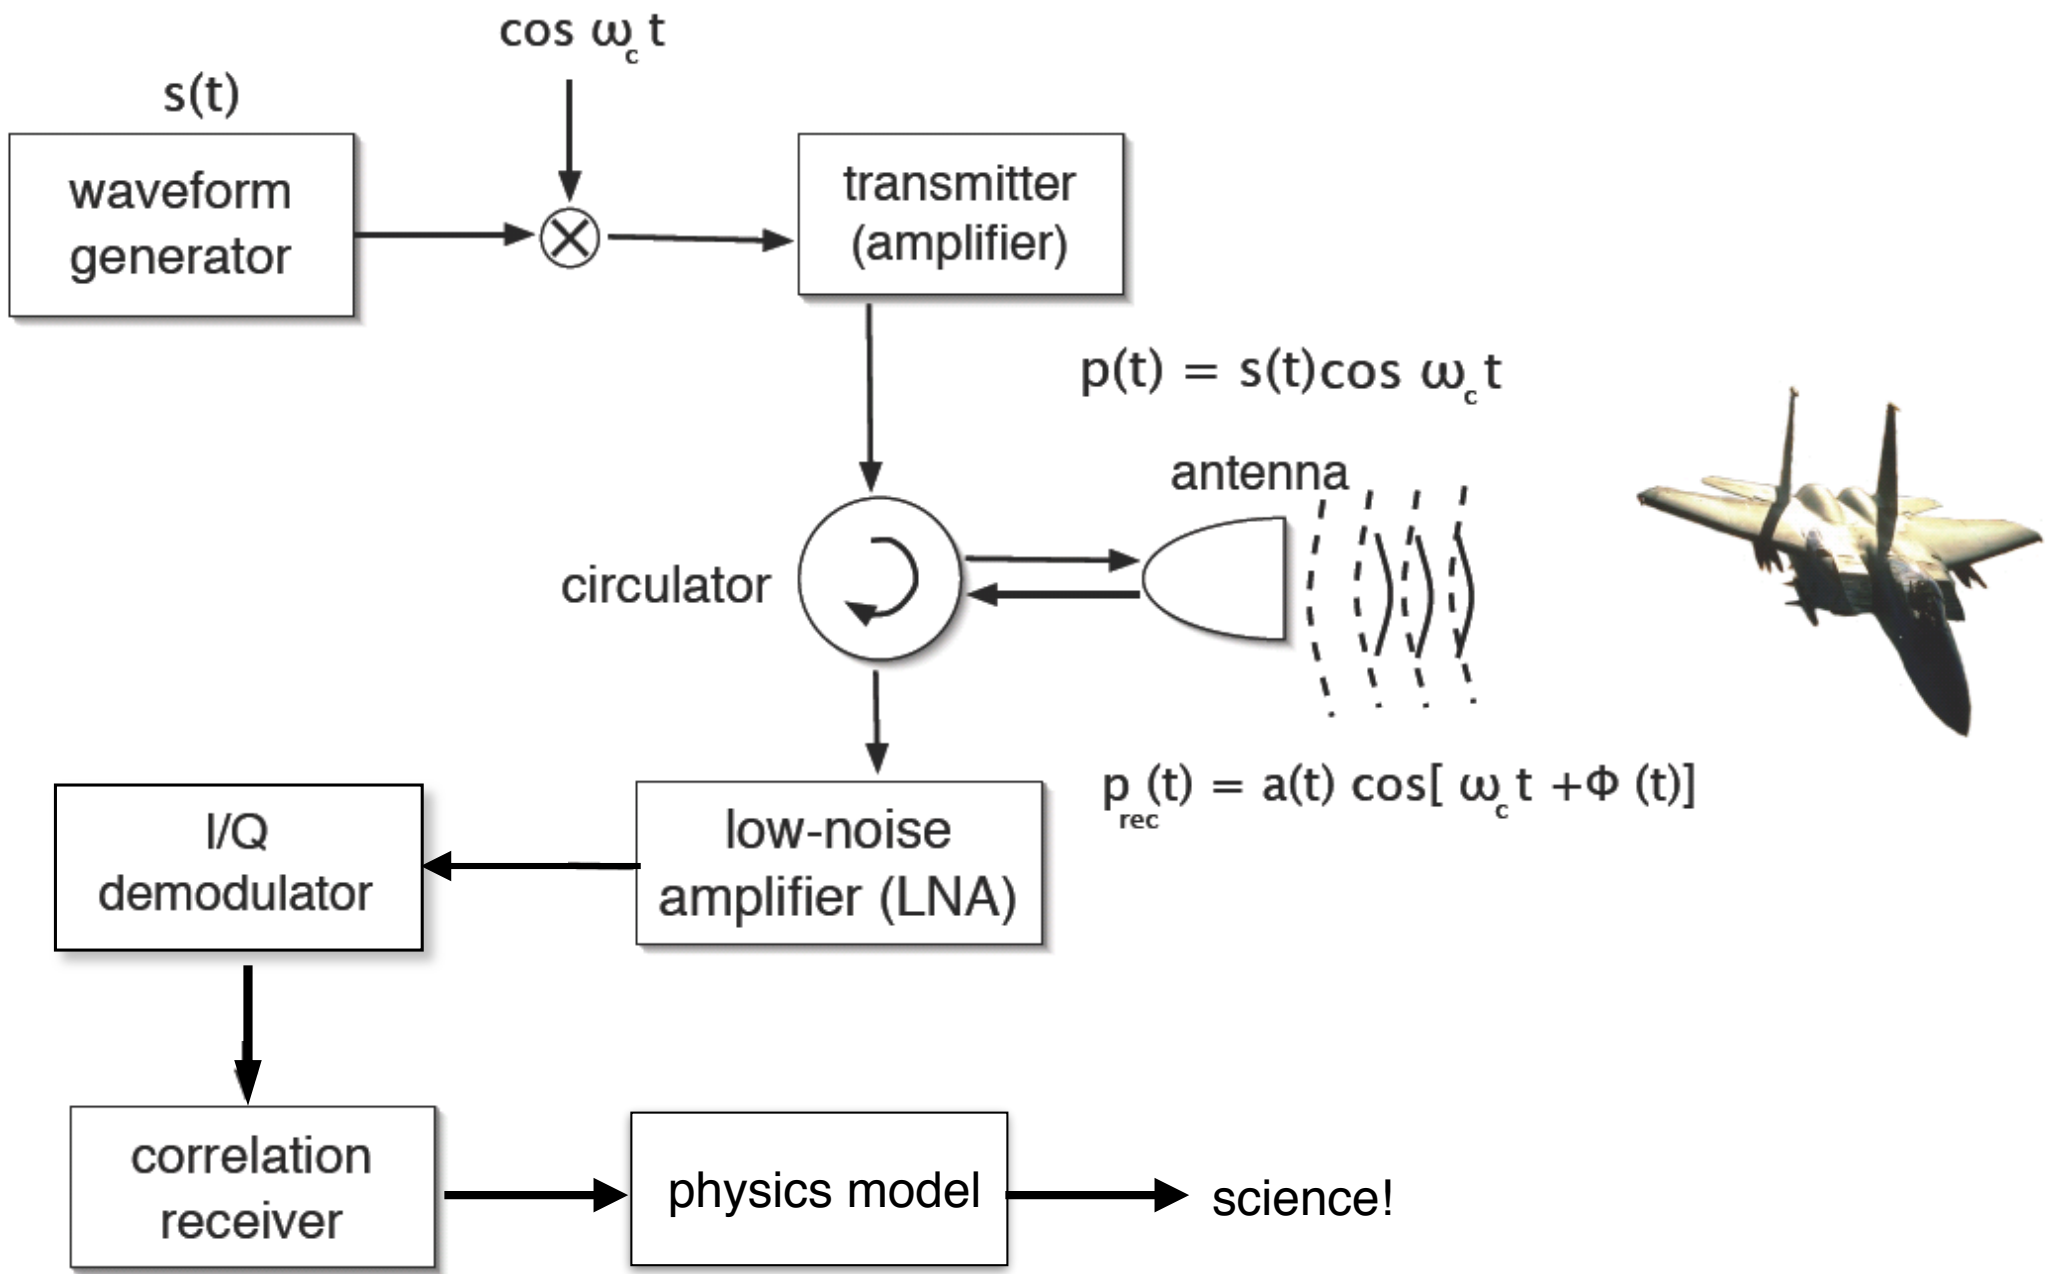 cos ω_c t
s(t)
waveform
generator
transmitter
(amplifier)
p(t) = s(t)cos ω_c t
antenna
circulator
p_rec(t) = a(t) cos[ ω_c t +Φ (t)]
I/Q
demodulator
low-noise
amplifier (LNA)
correlation
receiver
physics model
science!